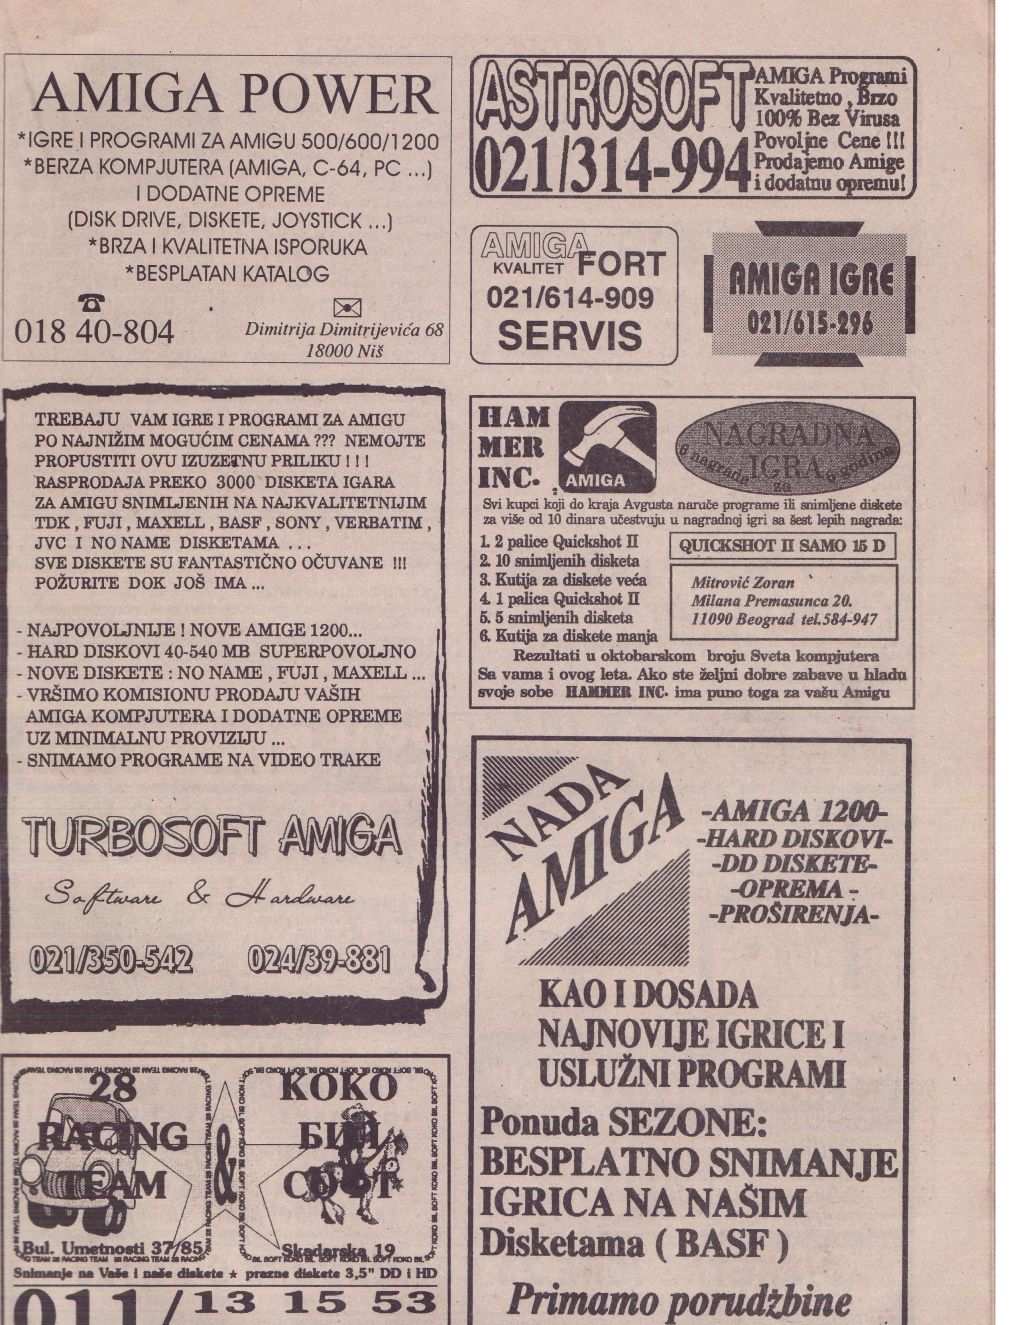 AMIGA POWER
*IGRE I PROGRAMI ZA AMIGU 500/600/1200
*BERZA KOMPJUTERA (AMIGA, C-64, PC ...)
I DODATNE OPREME
(DISK DRIVE, DISKETE, JOYSTICK ...)
*BRZA I KVALITETNA ISPORUKA
*BESPLATAN KATALOG
018 40-804
Dimitrija Dimitrijevića 68
18000 Niš
ASTROSOFT
021/314-994
AMIGA Programi
Kvalitetno , Brzo
100% Bez Virusa
Povoljne Cene !!!
Prodajemo Amige
i dodatnu opremu!
AMIGA
KVALITET FORT
021/614-909
SERVIS
AMIGA IGRE
021/615-296
TREBAJU VAM IGRE I PROGRAMI ZA AMIGU
PO NAJNIŽIM MOGUĆIM CENAMA ??? NEMOJTE
PROPUSTITI OVU IZUZETNU PRILIKU ! ! !
RASPRODAJA PREKO 3000 DISKETA IGARA
ZA AMIGU SNIMLJENIH NA NAJKVALITETNIJIM
TDK , FUJI , MAXELL , BASF , SONY , VERBATIM ,
JVC I NO NAME DISKETAMA . . .
SVE DISKETE SU FANTASTIČNO OČUVANE !!!
POŽURITE DOK JOŠ IMA ...
- NAJPOVOLJNIJE ! NOVE AMIGE 1200...
- HARD DISKOVI 40-540 MB SUPERPOVOLJNO
- NOVE DISKETE : NO NAME , FUJI , MAXELL ...
- VRŠIMO KOMISIONU PRODAJU VAŠIH
AMIGA KOMPJUTERA I DODATNE OPREME
UZ MINIMALNU PROVIZIJU ...
- SNIMAMO PROGRAME NA VIDEO TRAKE
TURBOSOFT AMIGA
Software & Hardware
021/350-542 024/39-881
HAM
MER
INC.
AMIGA
NAGRADNA
IGRA
6 nagrada za 6 godina
Svi kupci koji do kraja Avgusta naruče programe ili snimljene diskete
za više od 10 dinara učestvuju u nagradnoj igri sa šest lepih nagrada:
1. 2 palice Quickshot II
2. 10 snimljenih disketa
3. Kutija za diskete veća
4. 1 palica Quickshot II
5. 5 snimljenih disketa
6. Kutija za diskete manja
QUICKSHOT II SAMO 15 D
Mitrović Zoran
Milana Premasunca 20.
11090 Beograd tel.584-947
Rezultati u oktobarskom broju Sveta kompjutera
Sa vama i ovog leta. Ako ste željni dobre zabave u hladu
svoje sobe HAMMER INC. ima puno toga za vašu Amigu
NADA
AMIGA
-AMIGA 1200-
-HARD DISKOVI-
-DD DISKETE-
-OPREMA -
-PROŠIRENJA-
KAO I DOSADA
NAJNOVIJE IGRICE I
USLUŽNI PROGRAMI
Ponuda SEZONE:
BESPLATNO SNIMANJE
IGRICA NA NAŠIM
Disketama ( BASF )
Primamo porudžbine
28
RACING
TEAM
&
КОКО
БИЛ
СОФТ
Bul. Umetnosti 37/85
Skadarska 19
Snimanje na Vaše i naše diskete ★ prazne diskete 3,5" DD i HD
011/13 15 53